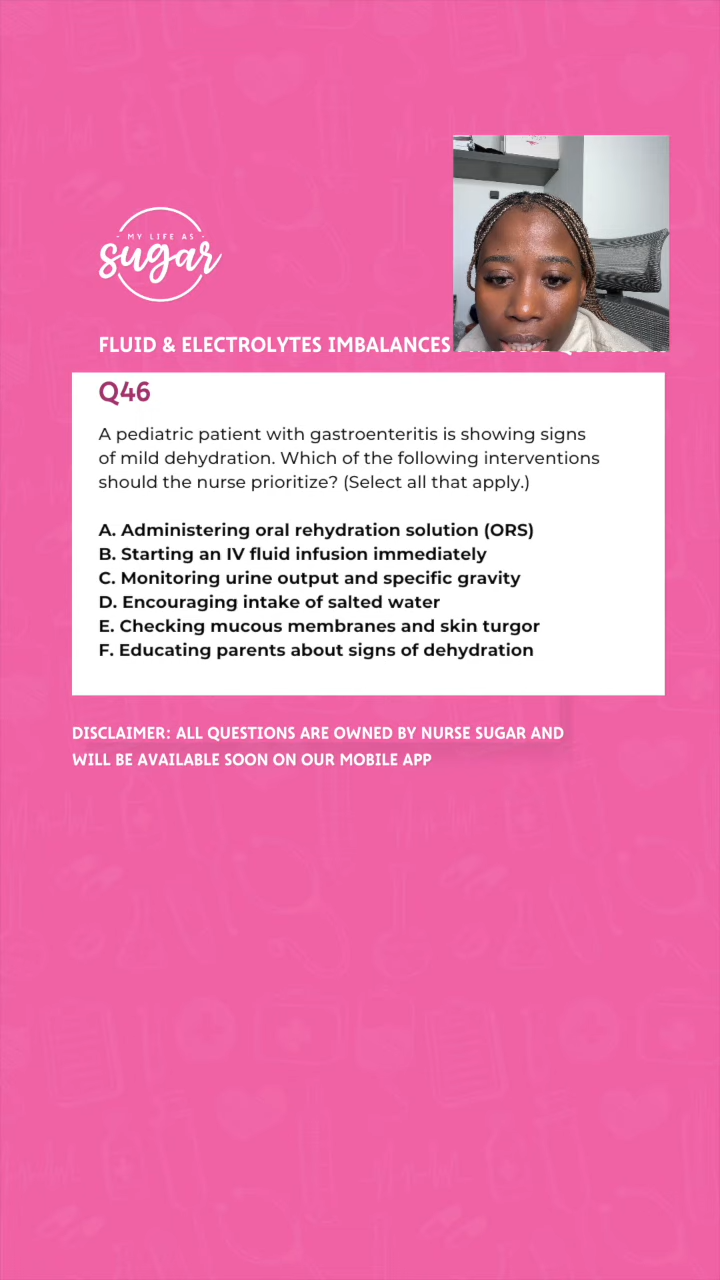 - MY LIFE AS -
sugar
FLUID & ELECTROLYTES IMBALANCES
Q46
A pediatric patient with gastroenteritis is showing signs
of mild dehydration. Which of the following interventions
should the nurse prioritize? (Select all that apply.)
A. Administering oral rehydration solution (ORS)
B. Starting an IV fluid infusion immediately
C. Monitoring urine output and specific gravity
D. Encouraging intake of salted water
E. Checking mucous membranes and skin turgor
F. Educating parents about signs of dehydration
DISCLAIMER: ALL QUESTIONS ARE OWNED BY NURSE SUGAR AND
WILL BE AVAILABLE SOON ON OUR MOBILE APP